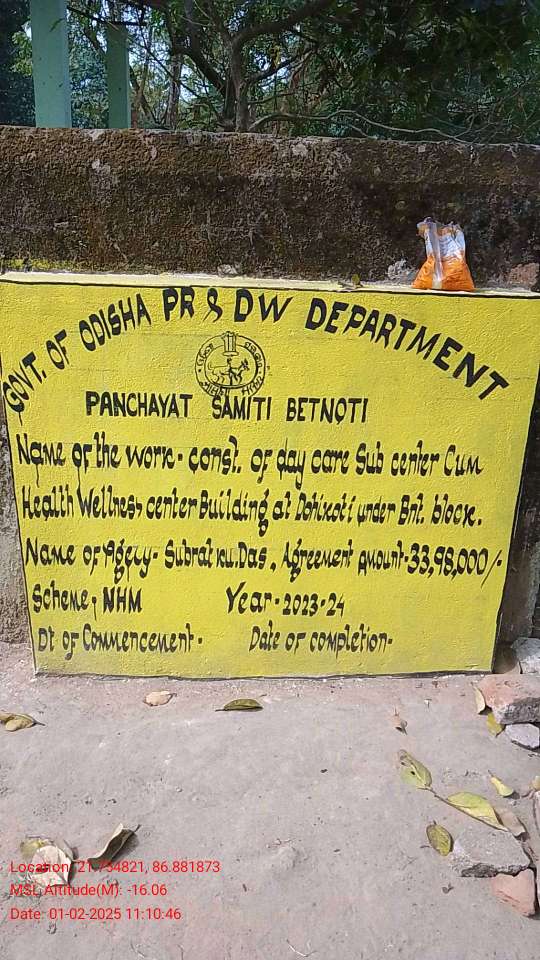 GOVT. OF ODISHA PR & DW DEPARTMENT
PANCHAYAT SAMITI BETNOTI
Name of the work - const. of day care Sub center Cum
Health Wellness center Building at Dohikoti under Bnt. block.
Name of Agecy - Subrat ku. Das, Agreement amount - 33,98,000/-
Scheme, NHM Year - 2023-24
Dt of Commencement - Date of completion-
Location: 21.734821, 86.881873
MSL Altitude(M): -16.06
Date: 01-02-2025 11:10:46